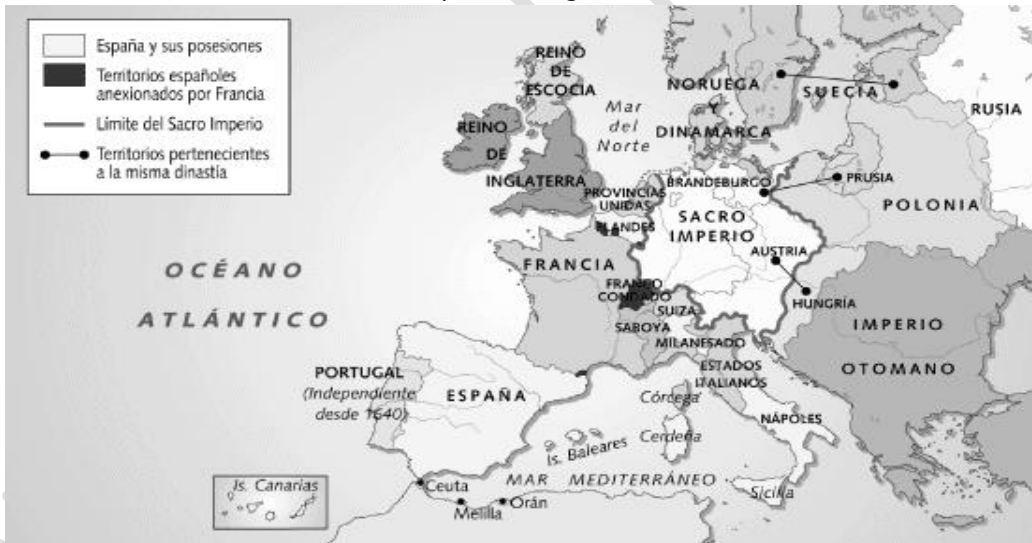 España y sus posesiones
Territorios españoles
anexionados por Francia
Límite del Sacro Imperio
Territorios pertenecientes
a la misma dinastía
REINO
DE
ESCOCIA
NORUEGA
Y
DINAMARCA
SUECIA
RUSIA
Mar
del
Norte
REINO
DE
INGLATERRA
PROVINCIAS
UNIDAS
BRANDEBURGO
PRUSIA
POLONIA
FLANDES
SACRO
IMPERIO
AUSTRIA
HUNGRÍA
OCÉANO
ATLÁNTICO
FRANCIA
FRANCO
CONDADO
SUIZA
SABOYA
MILANESADO
ESTADOS
ITALIANOS
IMPERIO
OTOMANO
PORTUGAL
(Independiente
desde 1640)
ESPAÑA
Córcega
Cerdeña
NÁPOLES
Is. Baleares
MAR MEDITERRÁNEO
Sicilia
Is. Canarias
Ceuta
Melilla
Orán